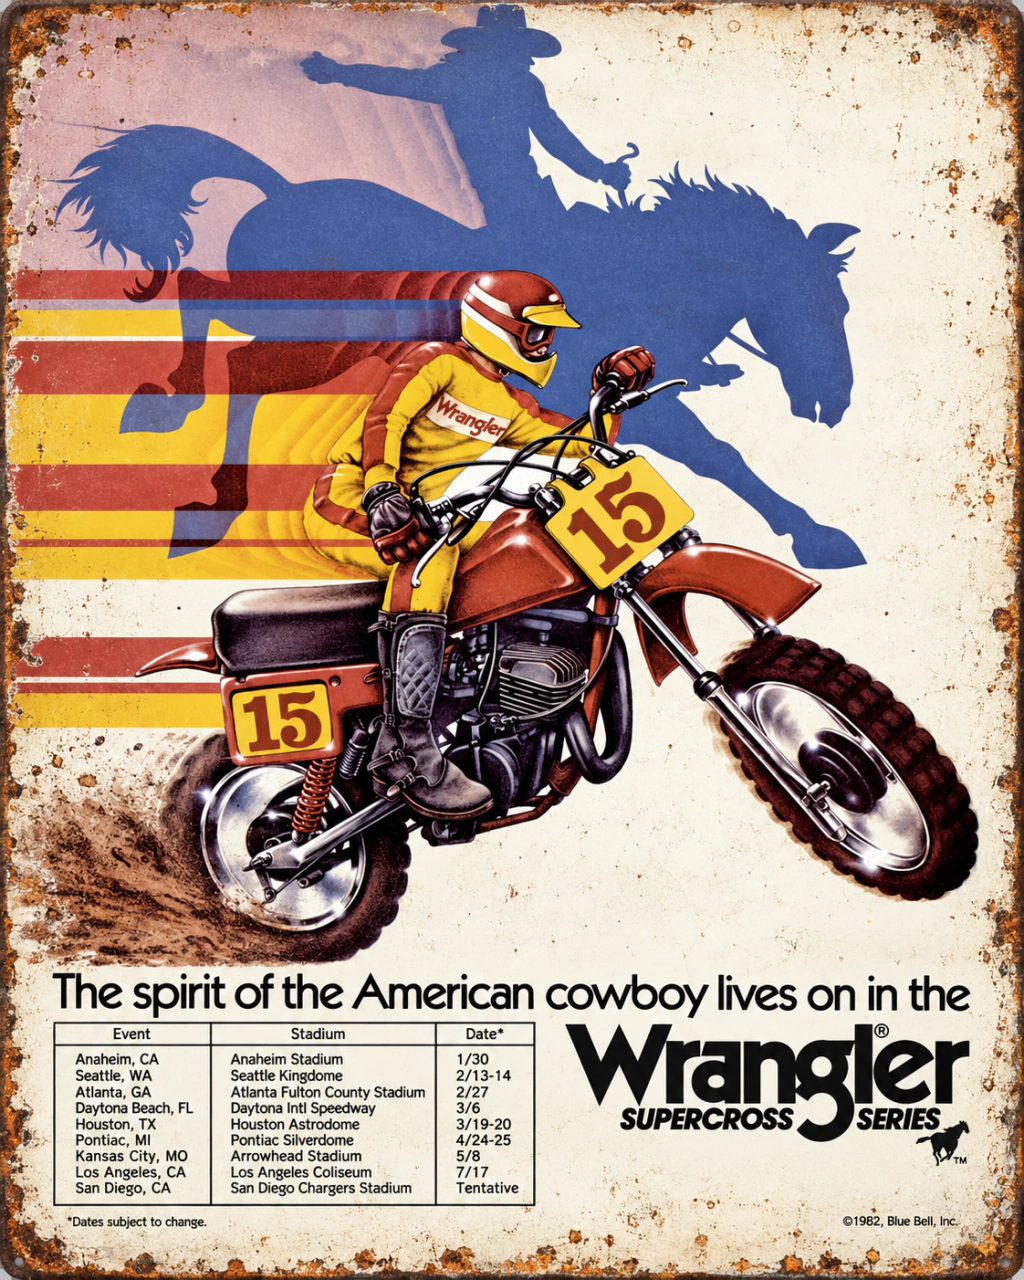 Wrangler
15
15
The spirit of the American cowboy lives on in the
Wrangler®
SUPERCROSS SERIES
TM
Event Stadium Date*
Anaheim, CA Anaheim Stadium 1/30
Seattle, WA Seattle Kingdome 2/13-14
Atlanta, GA Atlanta Fulton County Stadium 2/27
Daytona Beach, FL Daytona Intl Speedway 3/6
Houston, TX Houston Astrodome 3/19-20
Pontiac, MI Pontiac Silverdome 4/24-25
Kansas City, MO Arrowhead Stadium 5/8
Los Angeles, CA Los Angeles Coliseum 7/17
San Diego, CA San Diego Chargers Stadium Tentative
*Dates subject to change.
©1982, Blue Bell, Inc.